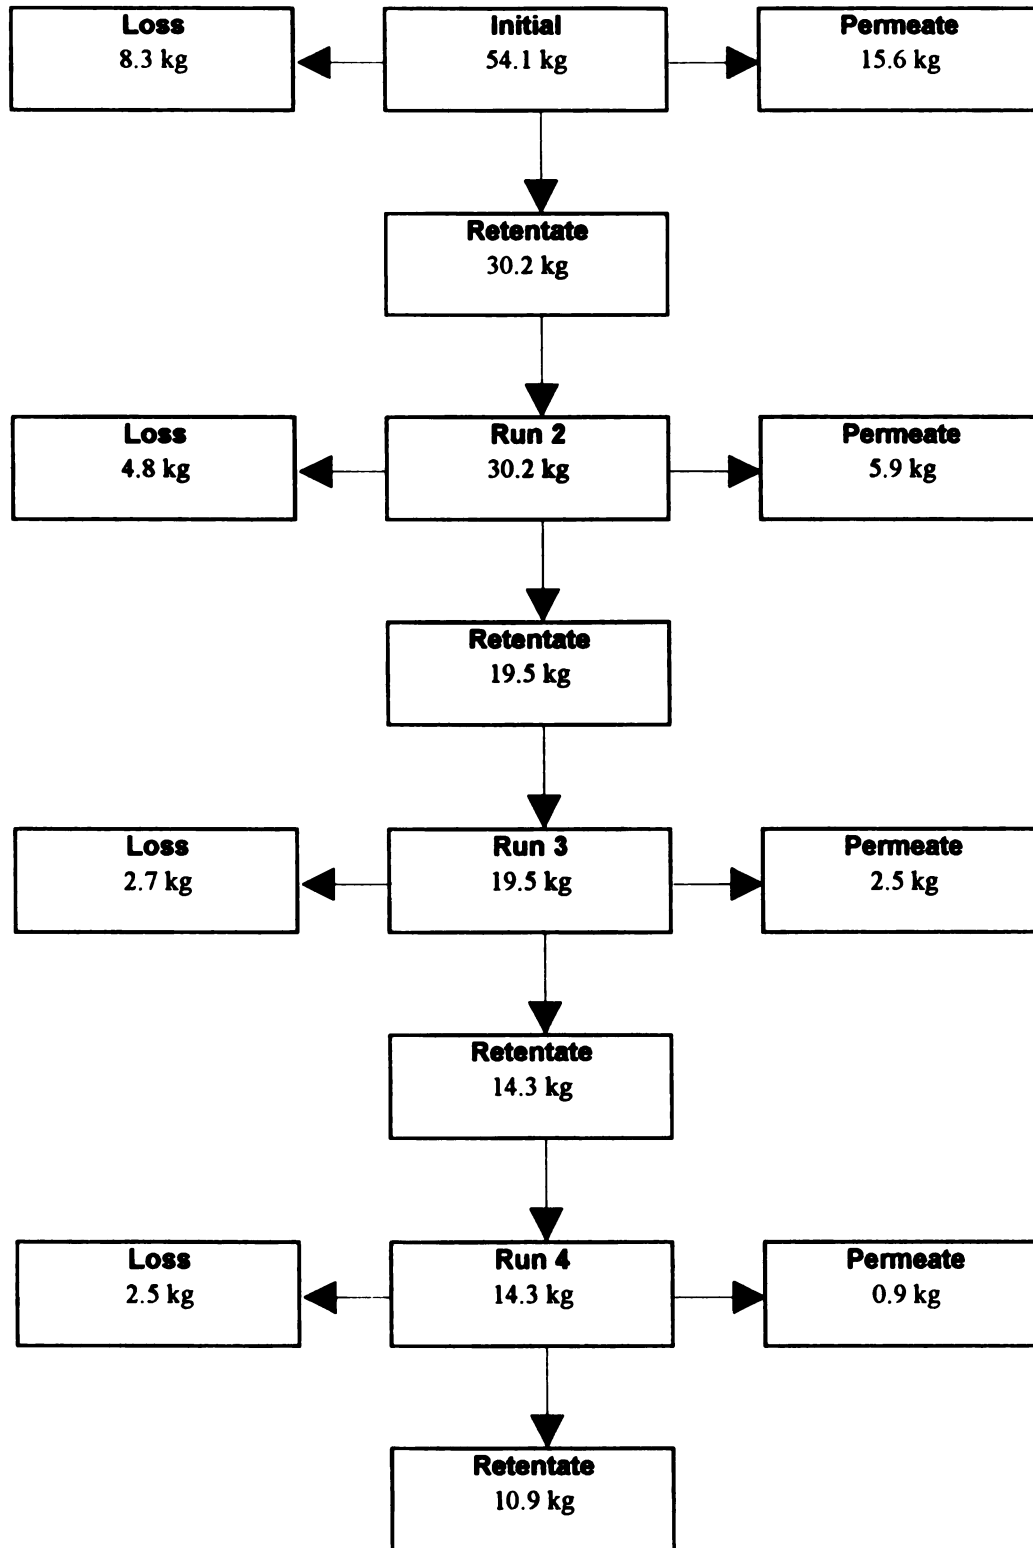 Loss
8.3 kg
Initial
54.1 kg
Permeate
15.6 kg
Retentate
30.2 kg
Loss
4.8 kg
Run 2
30.2 kg
Permeate
5.9 kg
Retentate
19.5 kg
Loss
2.7 kg
Run 3
19.5 kg
Permeate
2.5 kg
Retentate
14.3 kg
Loss
2.5 kg
Run 4
14.3 kg
Permeate
0.9 kg
Retentate
10.9 kg